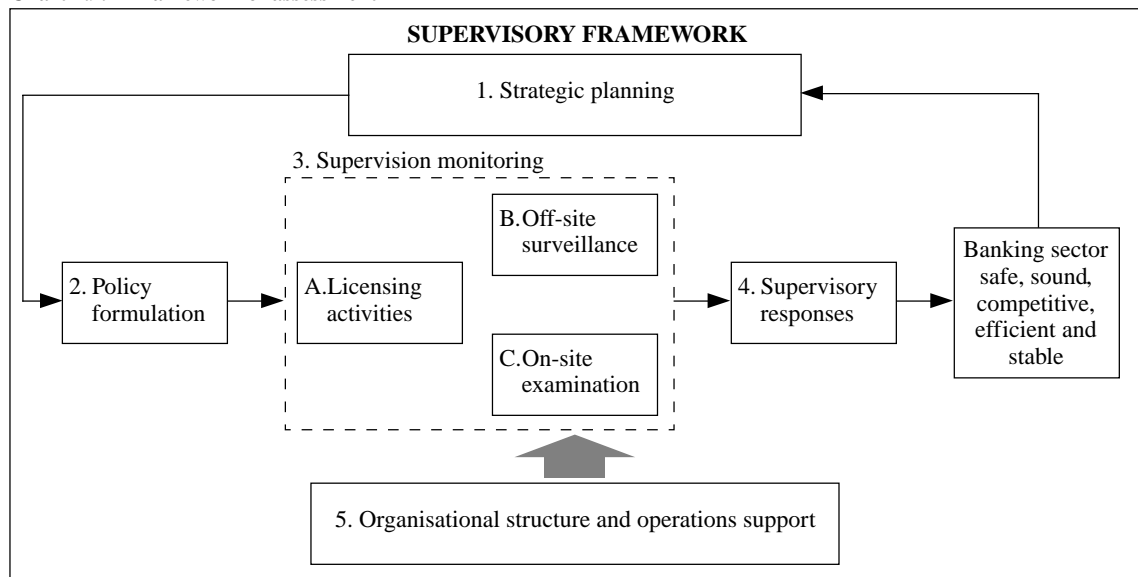 SUPERVISORY FRAMEWORK
1. Strategic planning
3. Supervision monitoring
B. Off-site
surveillance
2. Policy
formulation
A. Licensing
activities
C. On-site
examination
4. Supervisory
responses
Banking sector
safe, sound,
competitive,
efficient and
stable
5. Organisational structure and operations support